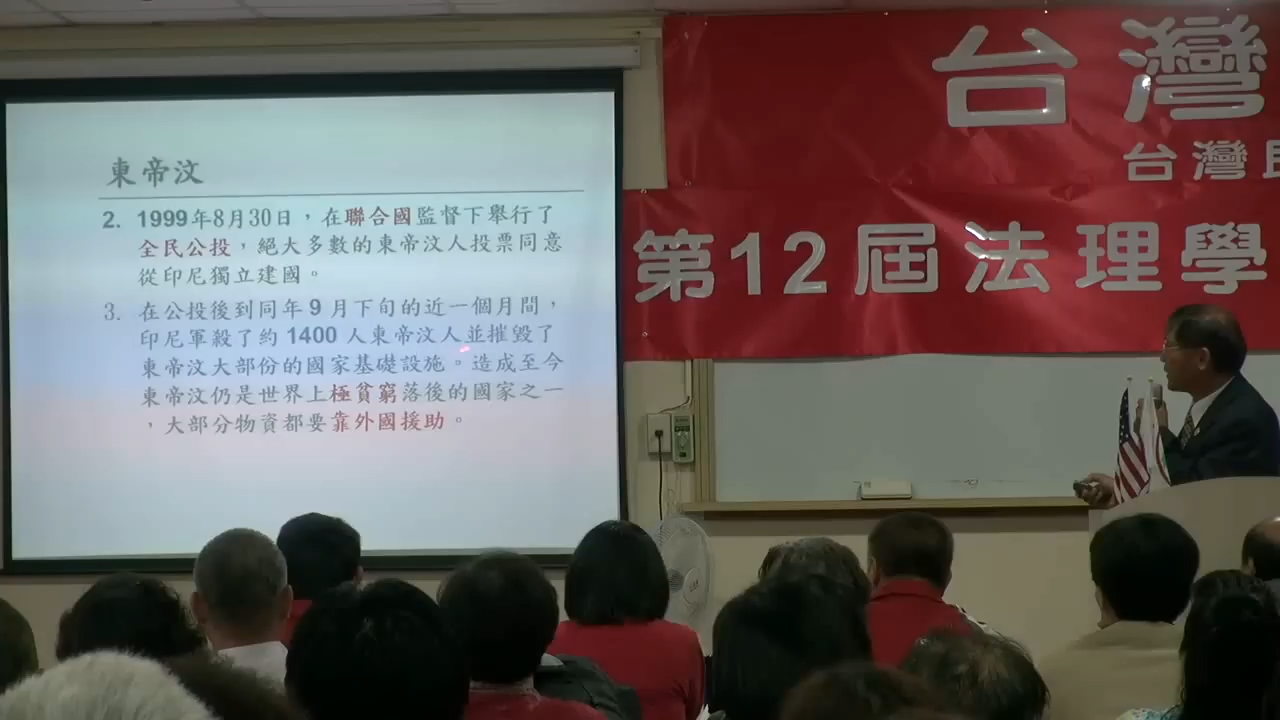 東帝汶
2. 1999年8月30日，在聯合國監督下舉行了
全民公投，絕大多數的東帝汶人投票同意
從印尼獨立建國。
3. 在公投後到同年 9 月下旬的近一個月間，
印尼軍殺了約 1400 人東帝汶人並摧毀了
東帝汶大部份的國家基礎設施。造成至今
東帝汶仍是世界上極貧窮落後的國家之一
，大部分物資都要靠外國援助。
台灣
台灣民
第12屆法理學